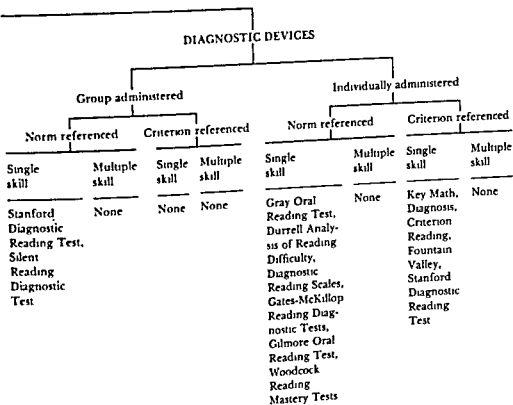 DIAGNOSTIC DEVICES
Group administered
Individually administered
Norm referenced
Criterion referenced
Norm referenced
Criterion referenced
Single
skill
Multiple
skill
Single
skill
Multiple
skill
Single
skill
Multiple
skill
Single
skill
Multiple
skill
Stanford
Diagnostic
Reading Test,
Silent
Reading
Diagnostic
Test
None
None
None
Gray Oral
Reading Test,
Durrell Analy-
sis of Reading
Difficulty,
Diagnostic
Reading Scales,
Gates-McKillop
Reading Diag-
nostic Tests,
Gilmore Oral
Reading Test,
Woodcock
Reading
Mastery Tests
None
Key Math,
Diagnosis,
Criterion
Reading,
Fountain
Valley,
Stanford
Diagnostic
Reading
Test
None